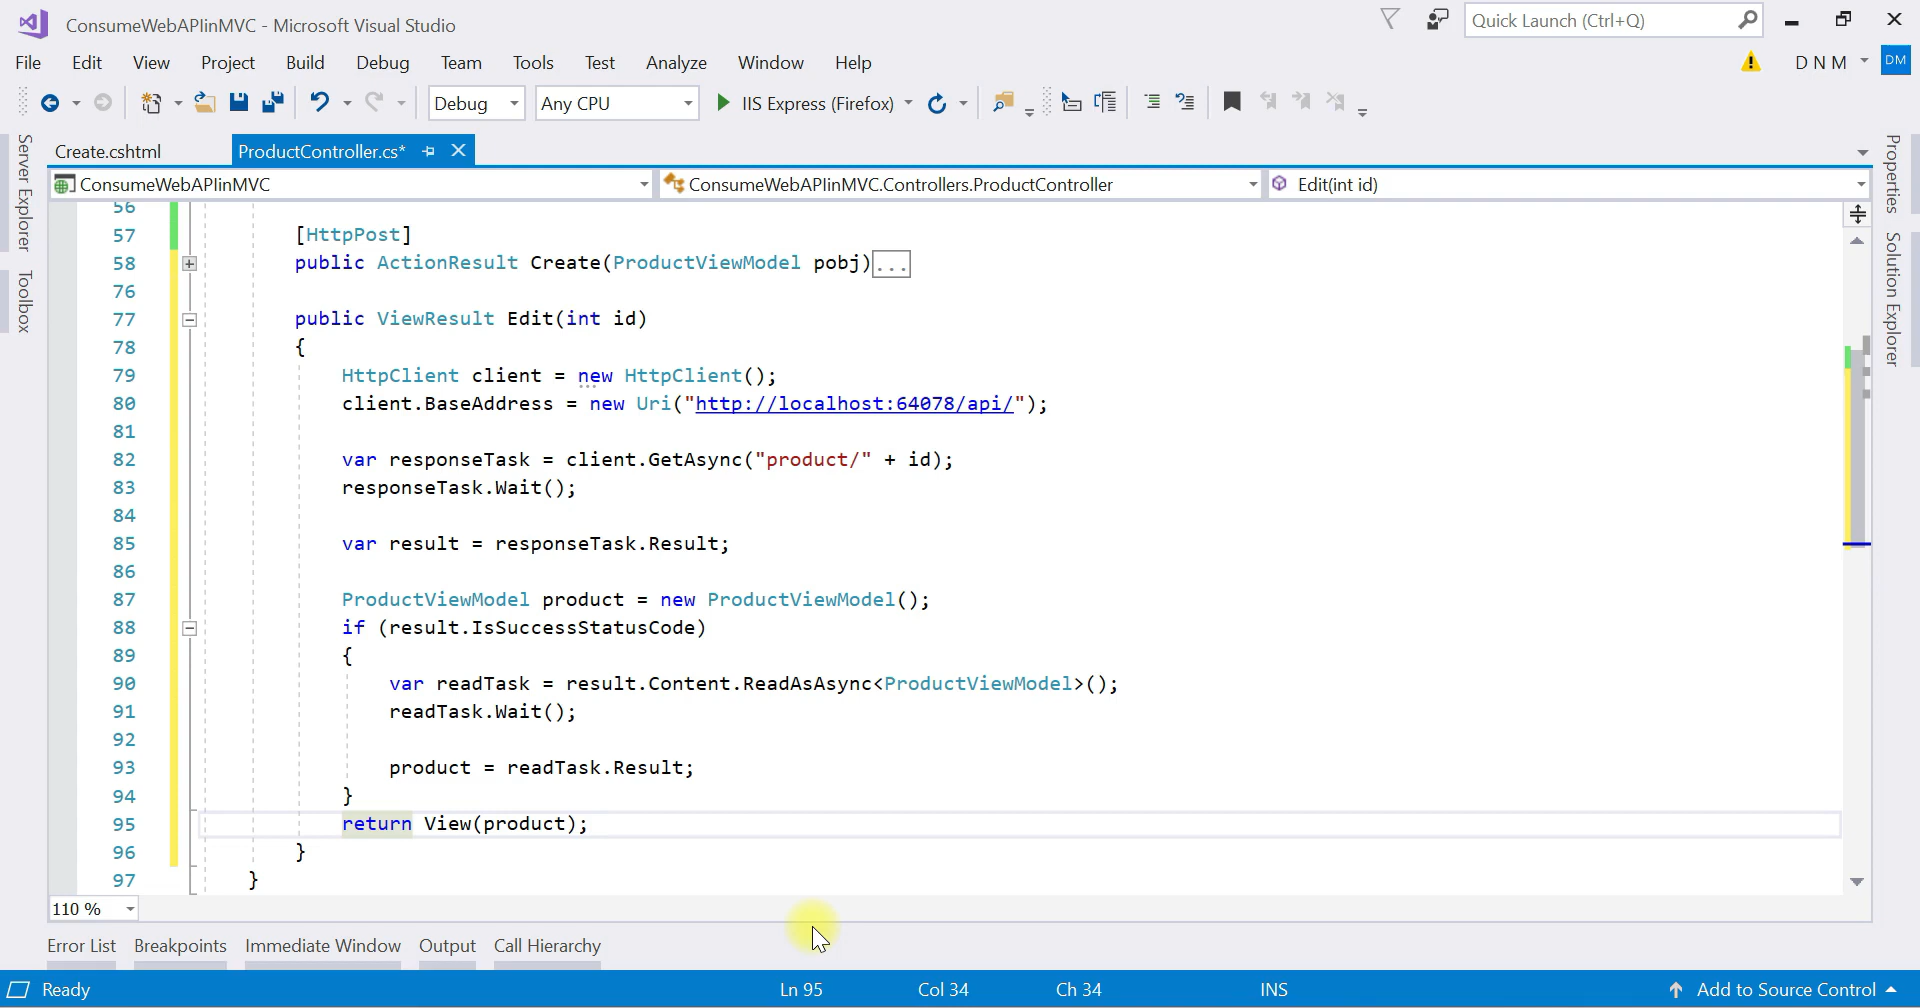 ConsumeWebAPIinMVC - Microsoft Visual Studio
Quick Launch (Ctrl+Q)
File Edit View Project Build Debug Team Tools Test Analyze Window Help
D N M DM
Debug Any CPU IIS Express (Firefox)
Server Explorer
Toolbox
Create.cshtml ProductController.cs*
ConsumeWebAPIinMVC ConsumeWebAPIinMVC.Controllers.ProductController Edit(int id)
56
57 [HttpPost]
58 public ActionResult Create(ProductViewModel pobj)...
76
77 public ViewResult Edit(int id)
78 {
79 HttpClient client = new HttpClient();
80 client.BaseAddress = new Uri("http://localhost:64078/api/");
81
82 var responseTask = client.GetAsync("product/" + id);
83 responseTask.Wait();
84
85 var result = responseTask.Result;
86
87 ProductViewModel product = new ProductViewModel();
88 if (result.IsSuccessStatusCode)
89 {
90 var readTask = result.Content.ReadAsAsync<ProductViewModel>();
91 readTask.Wait();
92
93 product = readTask.Result;
94 }
95 return View(product);
96 }
97 }
110 %
Properties
Solution Explorer
Error List Breakpoints Immediate Window Output Call Hierarchy
Ready Ln 95 Col 34 Ch 34 INS Add to Source Control